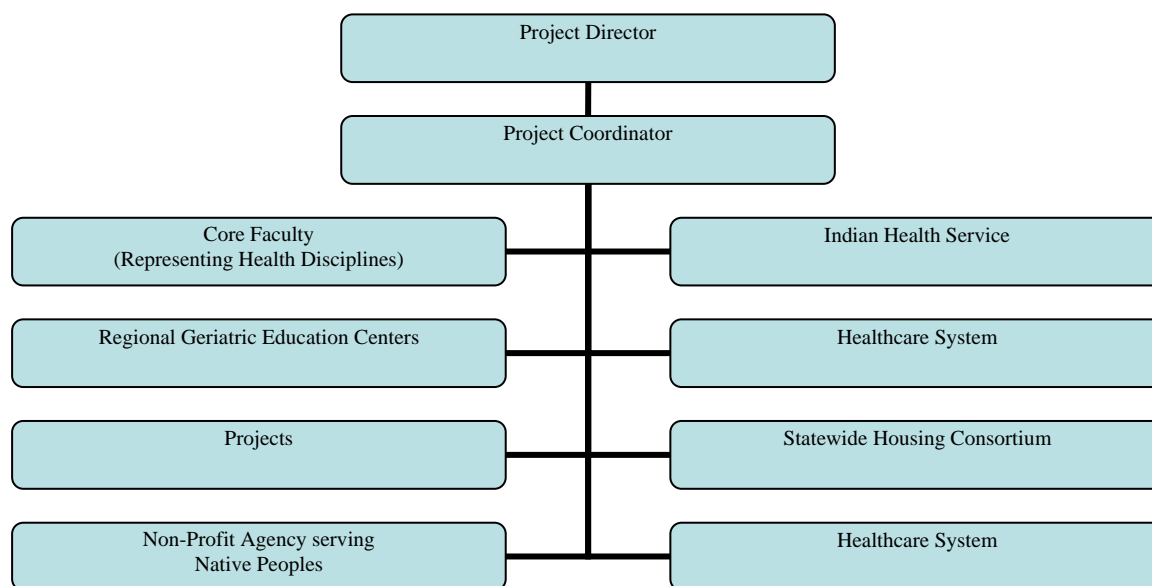 Project Director
Project Coordinator
Core Faculty
(Representing Health Disciplines)
Indian Health Service
Regional Geriatric Education Centers
Healthcare System
Projects
Statewide Housing Consortium
Non-Profit Agency serving
Native Peoples
Healthcare System